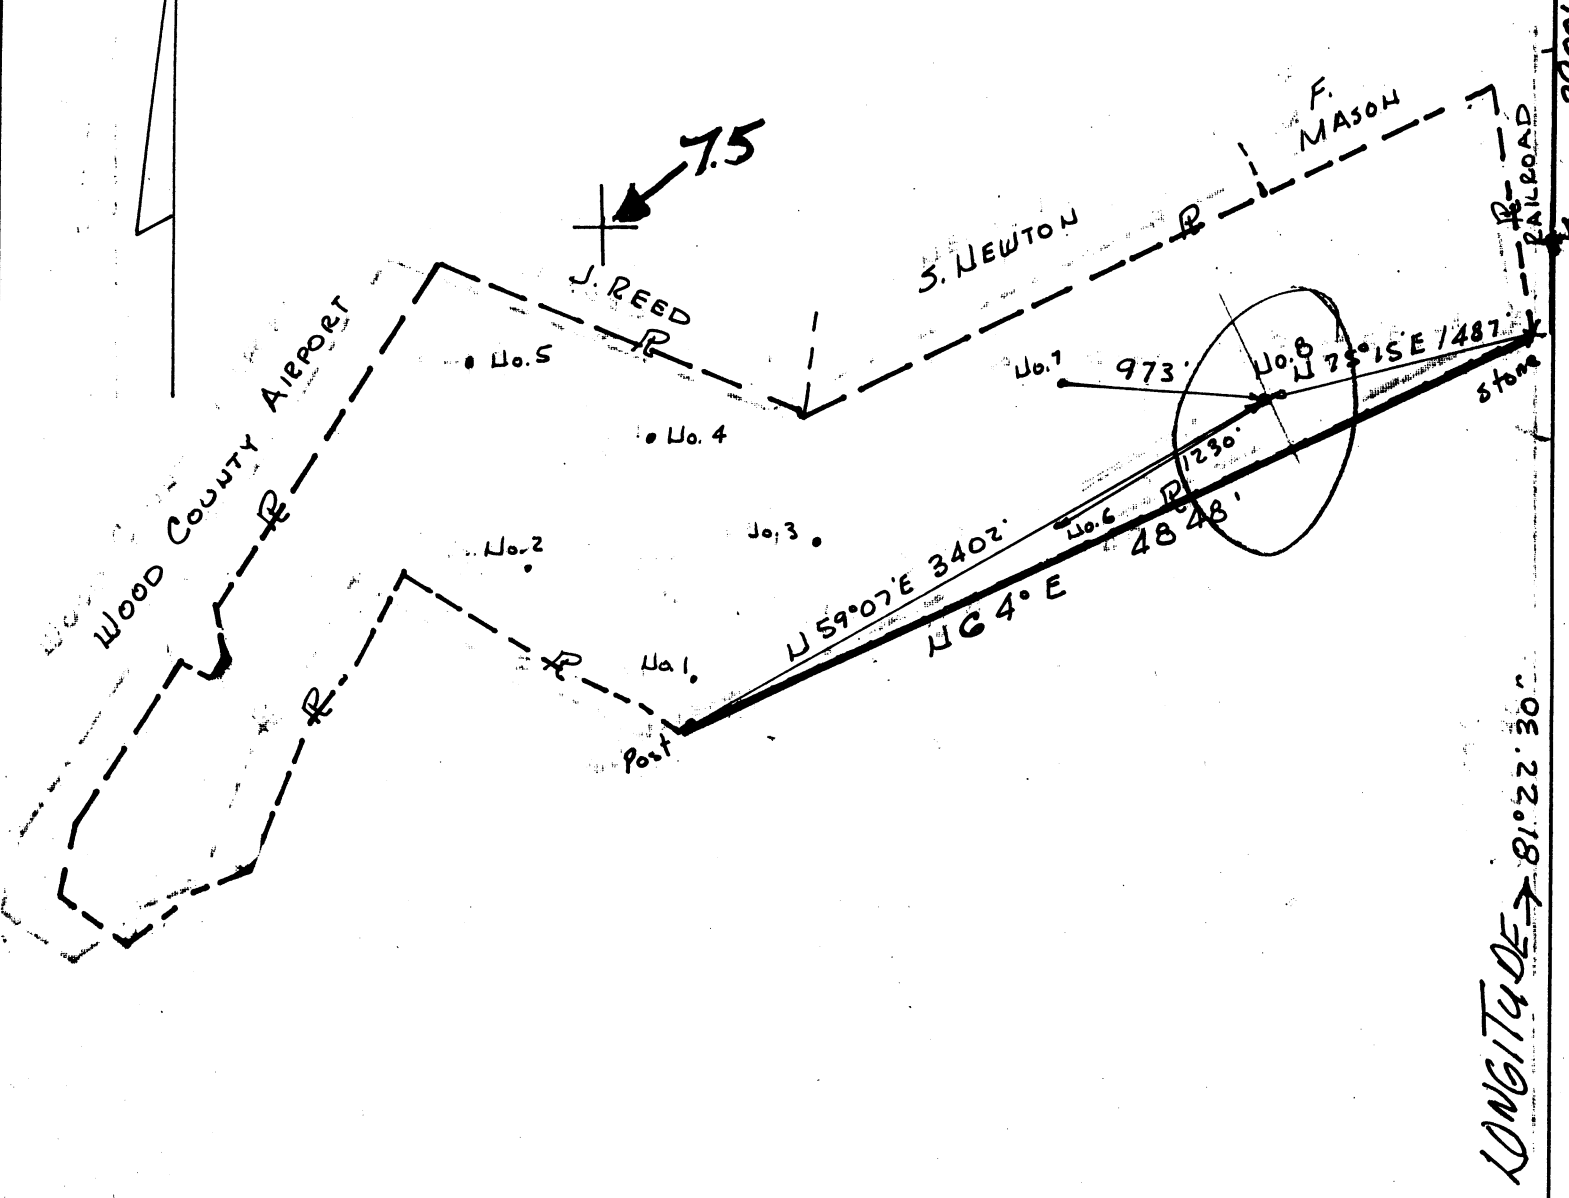 7.5
F.
MASON
RAILROAD
S. NEWTON
J. REED
WOOD COUNTY AIRPORT
No. 5
No. 4
No. 7
973'
No. 8
N 75°15'E 1487'
Stone
1230'
No. 6
No. 3
No. 2
No. 1
N 59°07'E 3402'
N 64° E
4848'
Post
LONGITUDE → 81°22'30"